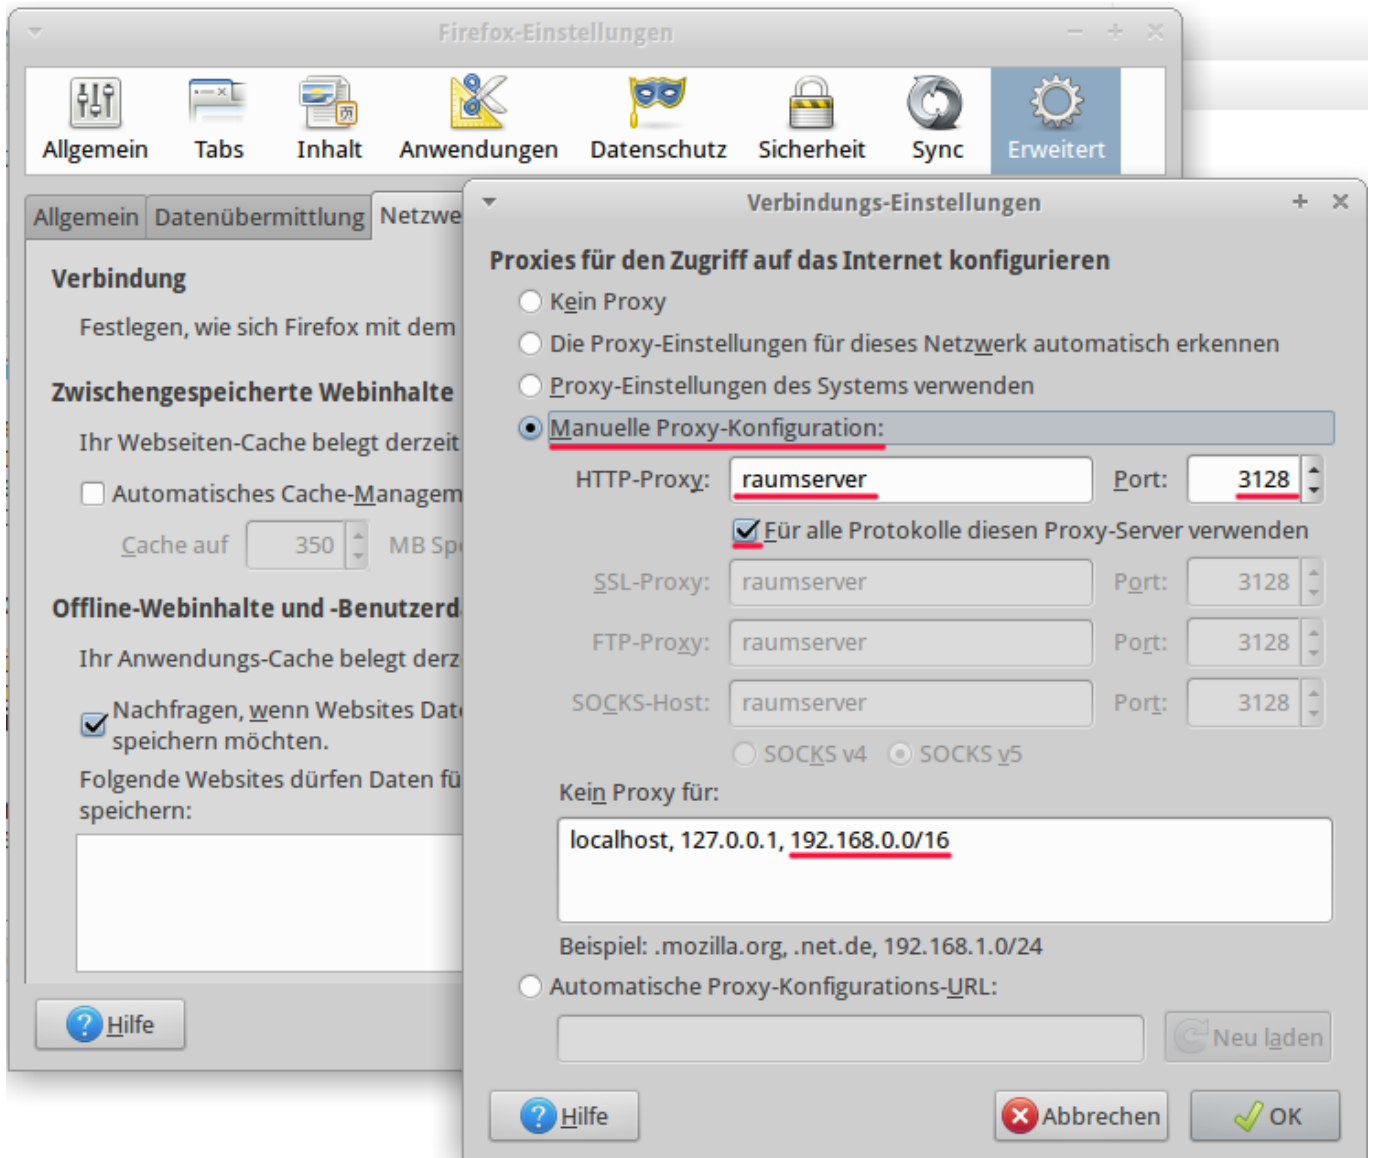 Firefox-Einstellungen
Allgemein Tabs Inhalt Anwendungen Datenschutz Sicherheit Sync Erweitert
Allgemein Datenübermittlung Netzwe
Verbindung
Festlegen, wie sich Firefox mit dem
Zwischengespeicherte Webinhalte
Ihr Webseiten-Cache belegt derzeit
Automatisches Cache-Managem
Cache auf 350 MB Spe
Offline-Webinhalte und -Benutzerd
Ihr Anwendungs-Cache belegt derz
Nachfragen, wenn Websites Date
speichern möchten.
Folgende Websites dürfen Daten fü
speichern:
Hilfe
Verbindungs-Einstellungen
Proxies für den Zugriff auf das Internet konfigurieren
Kein Proxy
Die Proxy-Einstellungen für dieses Netzwerk automatisch erkennen
Proxy-Einstellungen des Systems verwenden
Manuelle Proxy-Konfiguration:
HTTP-Proxy: raumserver Port: 3128
Für alle Protokolle diesen Proxy-Server verwenden
SSL-Proxy: raumserver Port: 3128
FTP-Proxy: raumserver Port: 3128
SOCKS-Host: raumserver Port: 3128
SOCKS v4 SOCKS v5
Kein Proxy für:
localhost, 127.0.0.1, 192.168.0.0/16
Beispiel: .mozilla.org, .net.de, 192.168.1.0/24
Automatische Proxy-Konfigurations-URL:
Neu laden
Hilfe Abbrechen OK